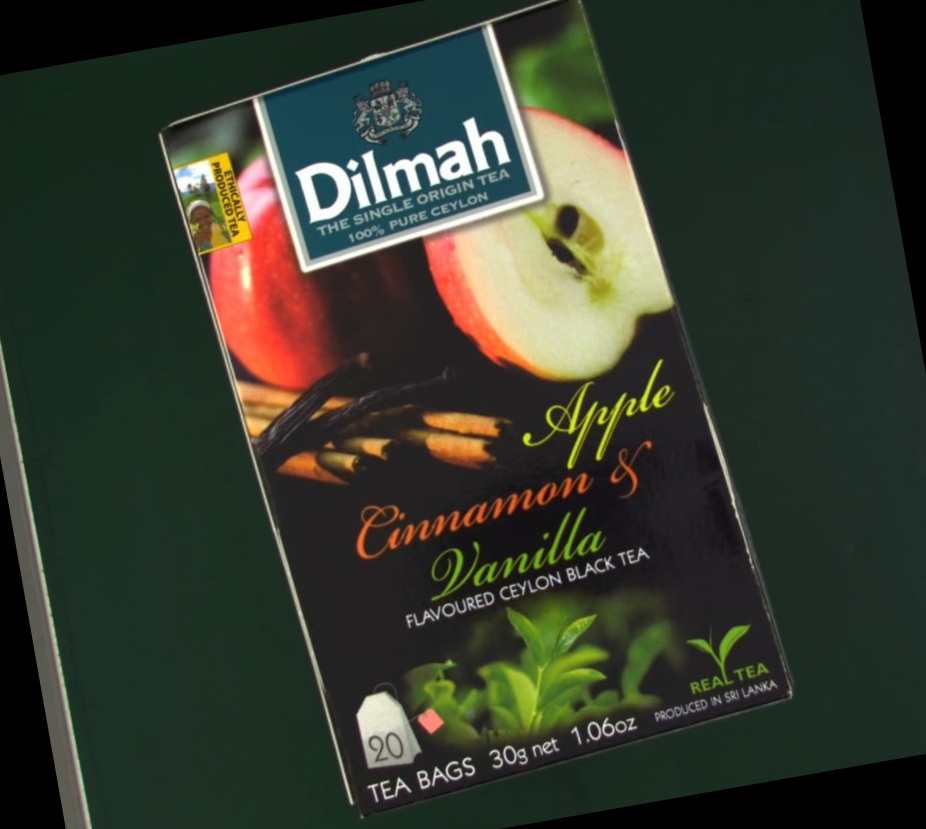 Dilmah
THE SINGLE ORIGIN TEA
100% PURE CEYLON
ETHICALLY
PRODUCED TEA
Apple
Cinnamon &
Vanilla
FLAVOURED CEYLON BLACK TEA
REAL TEA
PRODUCED IN SRI LANKA
20
TEA BAGS 30g net 1.06oz